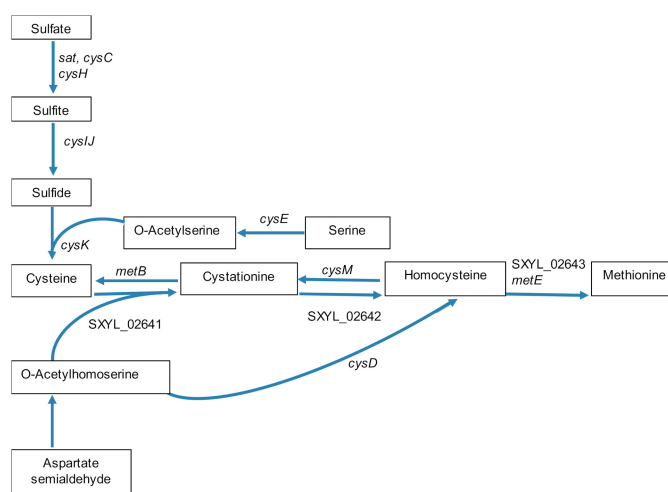 Sulfate
sat, cysC
cysH
Sulfite
cysIJ
Sulfide
O-Acetylserine
cysE
Serine
cysK
Cysteine
metB
Cystationine
cysM
Homocysteine
SXYL_02643
metE
Methionine
SXYL_02641
SXYL_02642
O-Acetylhomoserine
cysD
Aspartate
semialdehyde